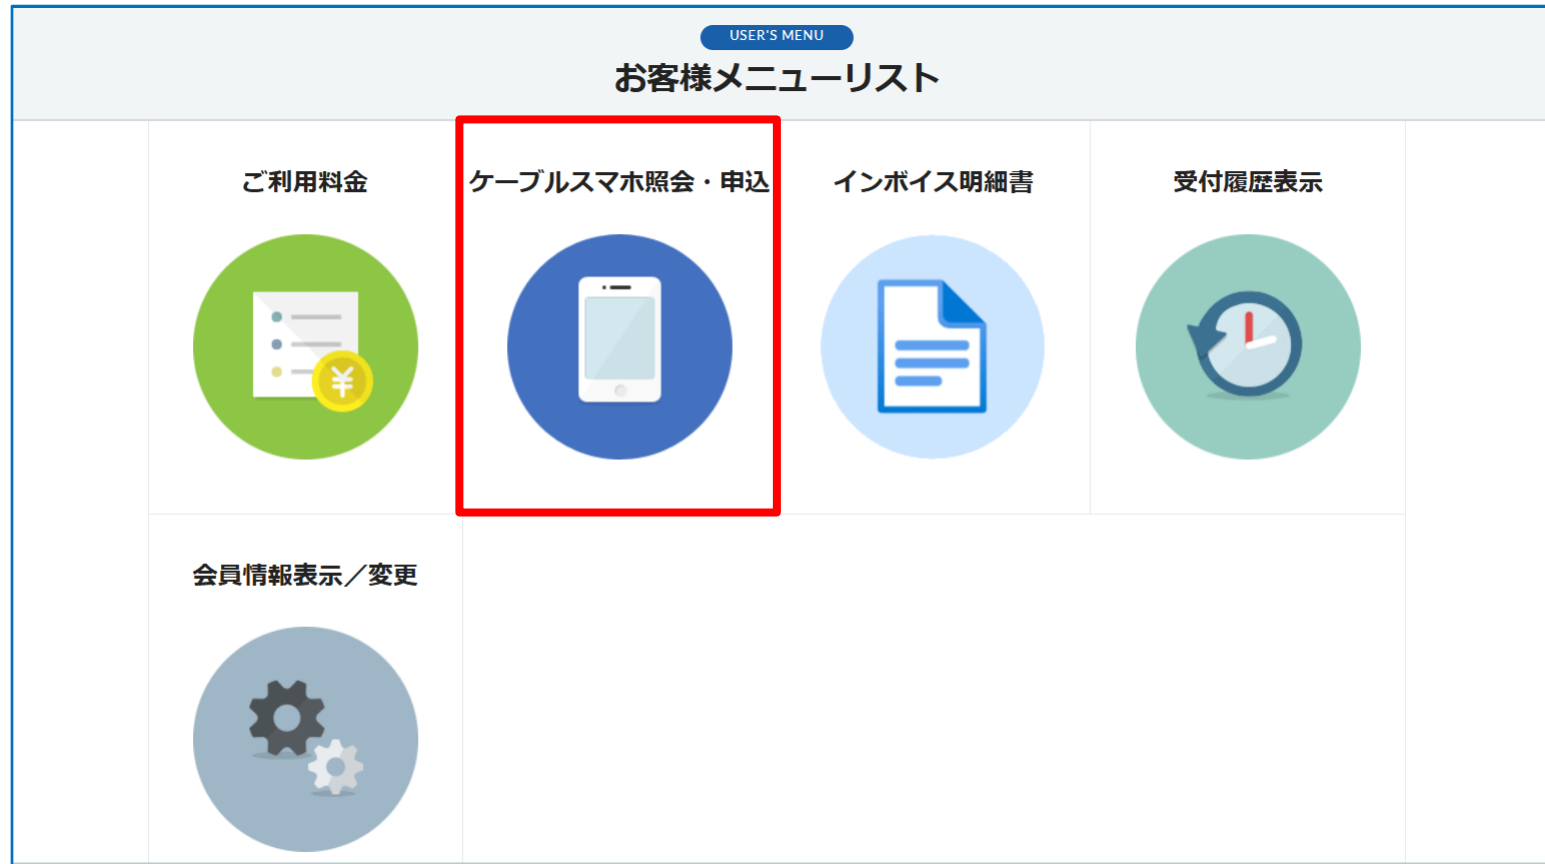 USER'S MENU
お客様メニューリスト
ご利用料金
ケーブルスマホ照会・申込
インボイス明細書
受付履歴表示
¥
会員情報表示／変更